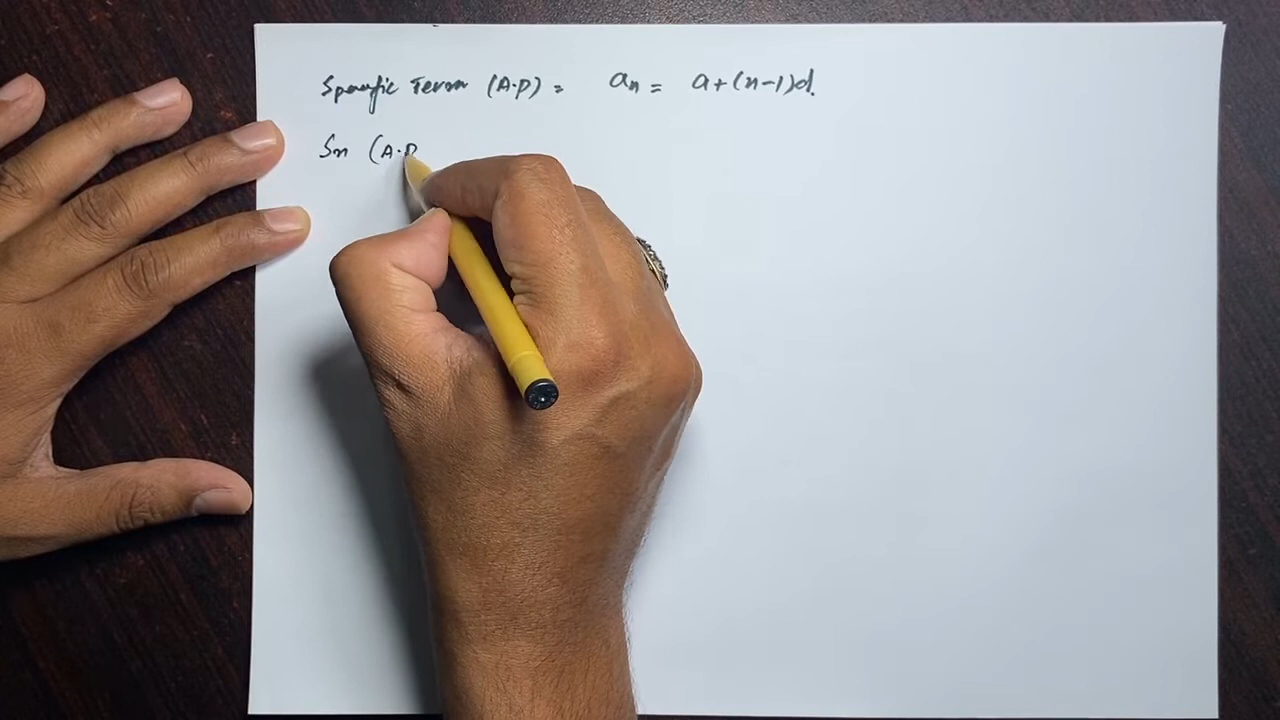 Specific Term (A.P) = an = a+(n-1)d.
Sn (A.P